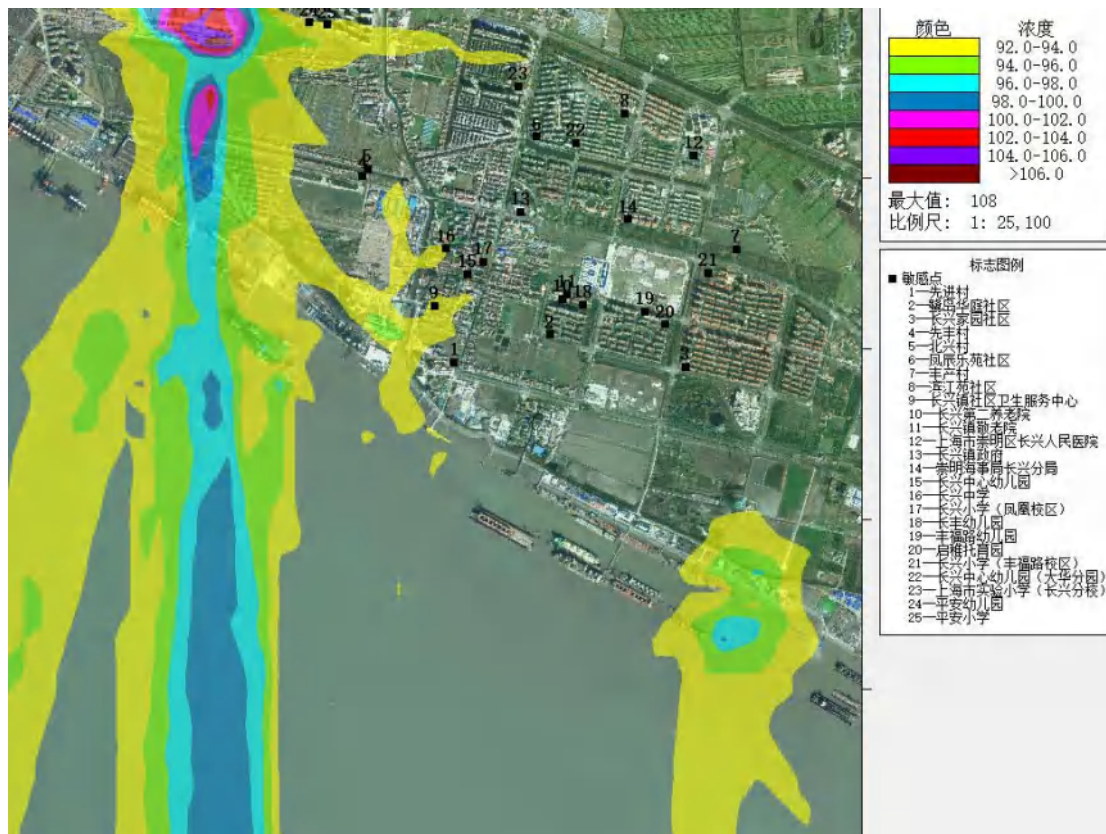 颜色 浓度
92.0-94.0
94.0-96.0
96.0-98.0
98.0-100.0
100.0-102.0
102.0-104.0
104.0-106.0
>106.0
最大值: 108
比例尺: 1: 25,100
标志图例
敏感点
1—先进村
2—骏岛华庭社区
3—长兴家园社区
4—先丰村
5—北兴村
6—凤辰乐苑社区
7—丰产村
8—滨江苑社区
9—长兴镇社区卫生服务中心
10—长兴第二养老院
11—长兴镇敬老院
12—上海市崇明区长兴人民医院
13—长兴镇政府
14—崇明海事局长兴分局
15—长兴中心幼儿园
16—长兴中学
17—长兴小学(凤凰校区)
18—长丰幼儿园
19—丰福路幼儿园
20—启稚托育园
21—长兴小学(丰福路校区)
22—长兴中心幼儿园(大华分园)
23—上海市实验小学(长兴分校)
24—平安幼儿园
25—平安小学
23
8
6
22
12
5
13
14
16
17
7
15
21
11
10
18
9
19
20
2
1
3